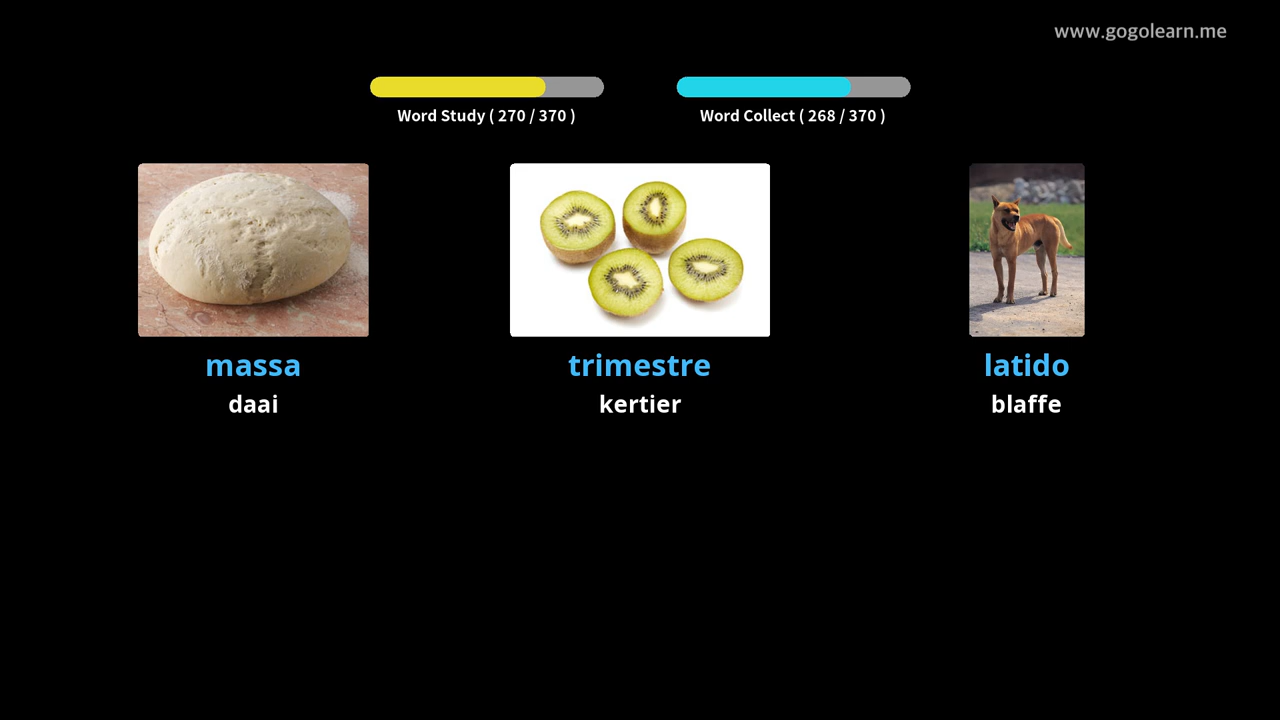 www.gogolearn.me
Word Study ( 270 / 370 )
Word Collect ( 268 / 370 )
massa
trimestre
latido
daai
kertier
blaffe